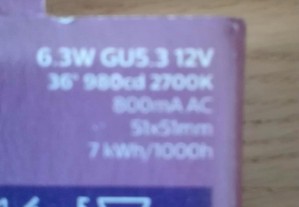 6.3W GU5.3 12V
36° 980cd 2700K
800mA AC
51x51mm
7 kWh/1000h